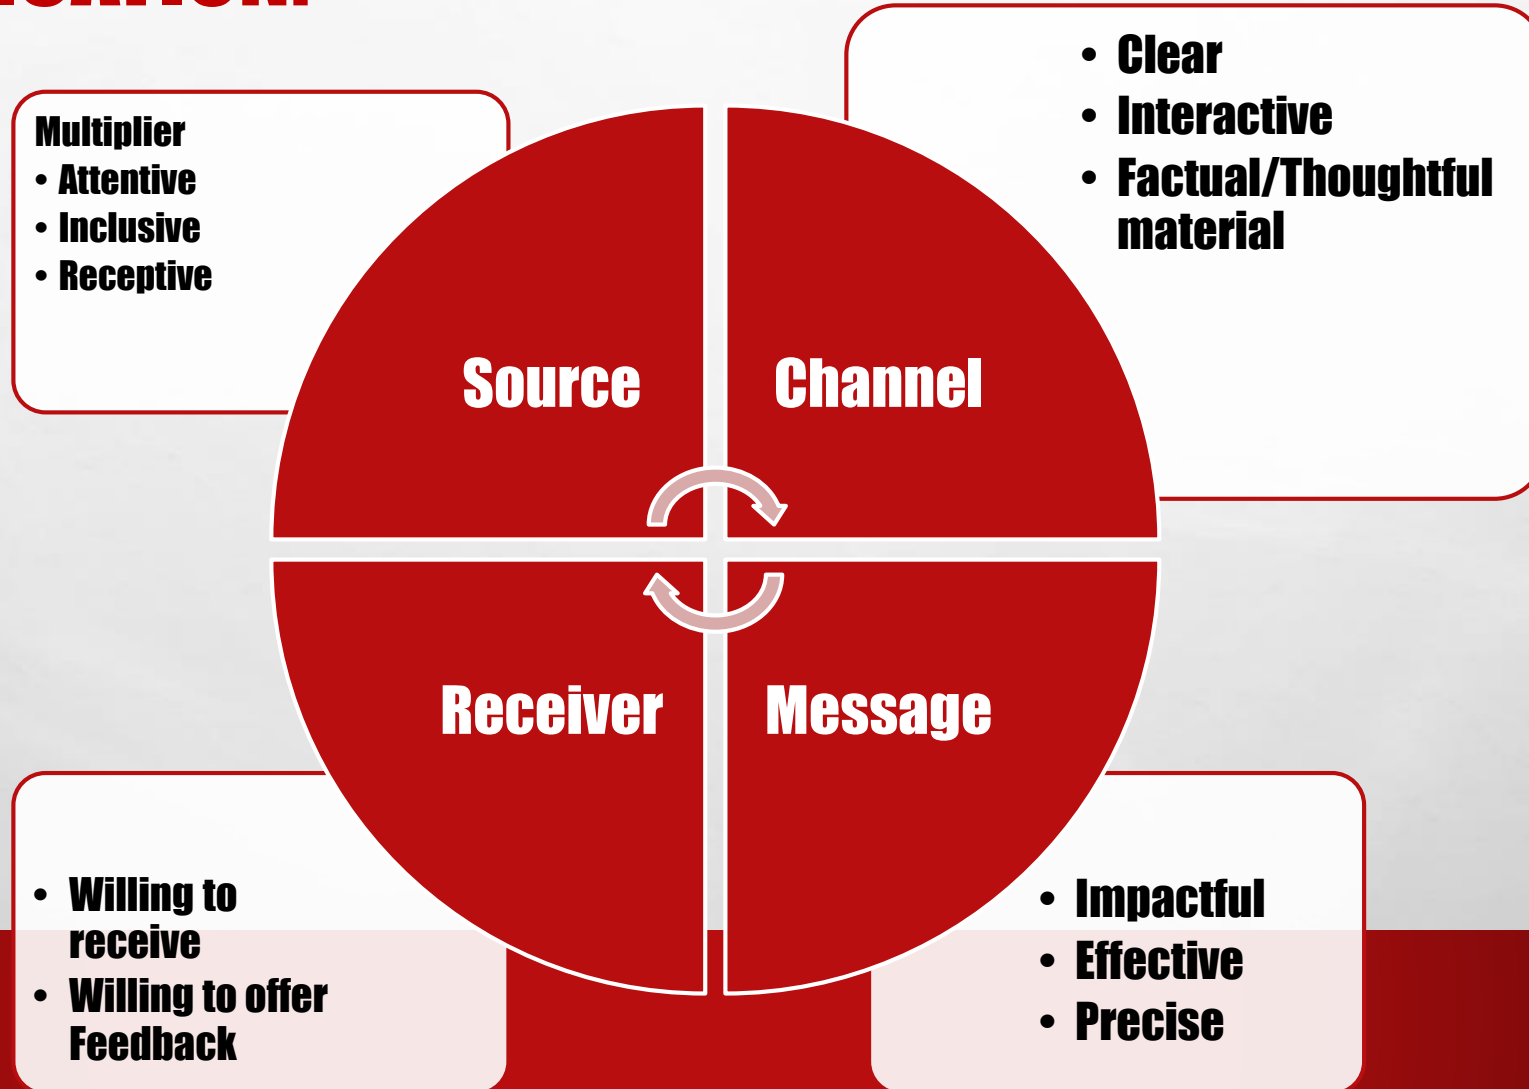 Multiplier
• Attentive
• Inclusive
• Receptive
• Clear
• Interactive
• Factual/Thoughtful
material
Source
Channel
Receiver
Message
• Willing to
receive
• Willing to offer
Feedback
• Impactful
• Effective
• Precise